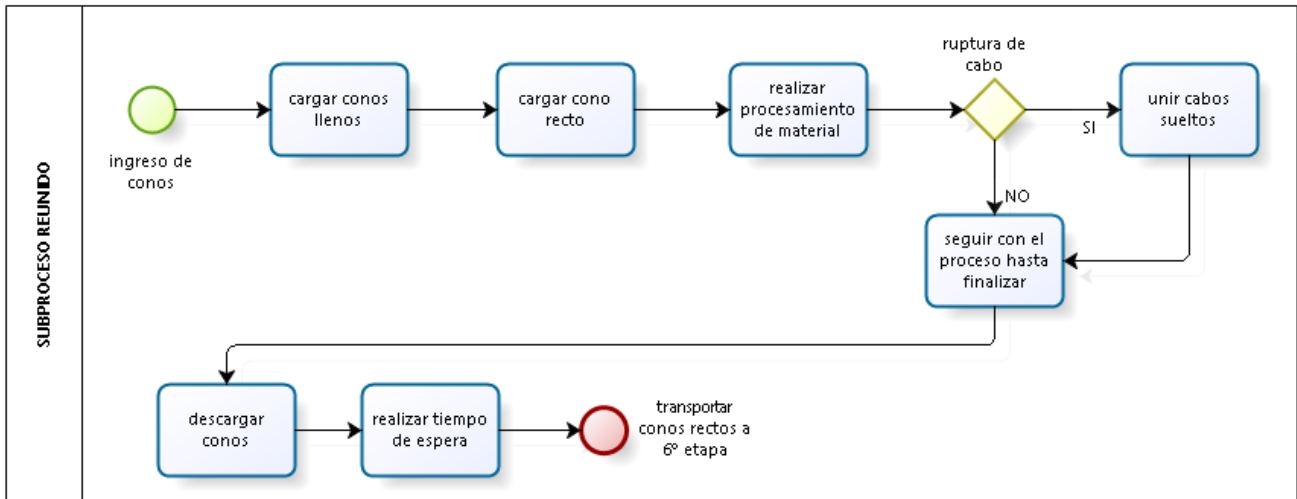 SUBPROCESO REUNIDO
ingreso de
conos
cargar conos
llenos
cargar cono
recto
realizar
procesamiento
de material
ruptura de
cabo
SI
unir cabos
sueltos
NO
seguir con el
proceso hasta
finalizar
descargar
conos
realizar tiempo
de espera
transportar
conos rectos a
6º etapa